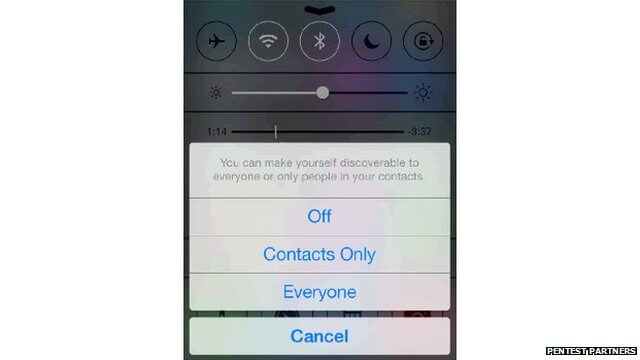 1:14 -3:37
You can make yourself discoverable to
everyone or only people in your contacts.
Off
Contacts Only
Everyone
Cancel
PENTEST PARTNERS